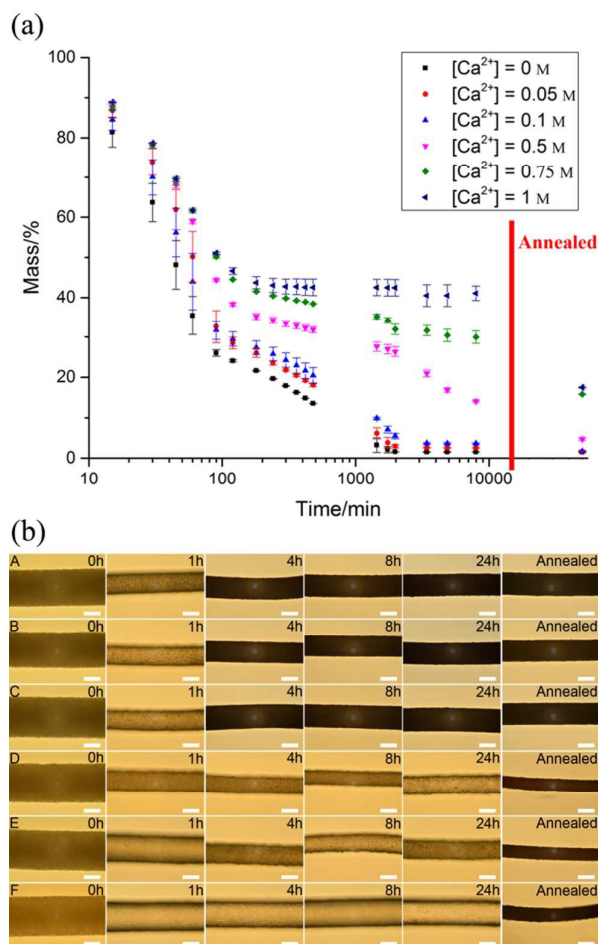 (a)
100
80
60
40
20
0
Mass/%
10
100
1000
10000
Time/min
[Ca²⁺] = 0 M
[Ca²⁺] = 0.05 M
[Ca²⁺] = 0.1 M
[Ca²⁺] = 0.5 M
[Ca²⁺] = 0.75 M
[Ca²⁺] = 1 M
Annealed
(b)
A 0h 1h 4h 8h 24h Annealed
B 0h 1h 4h 8h 24h Annealed
C 0h 1h 4h 8h 24h Annealed
D 0h 1h 4h 8h 24h Annealed
E 0h 1h 4h 8h 24h Annealed
F 0h 1h 4h 8h 24h Annealed